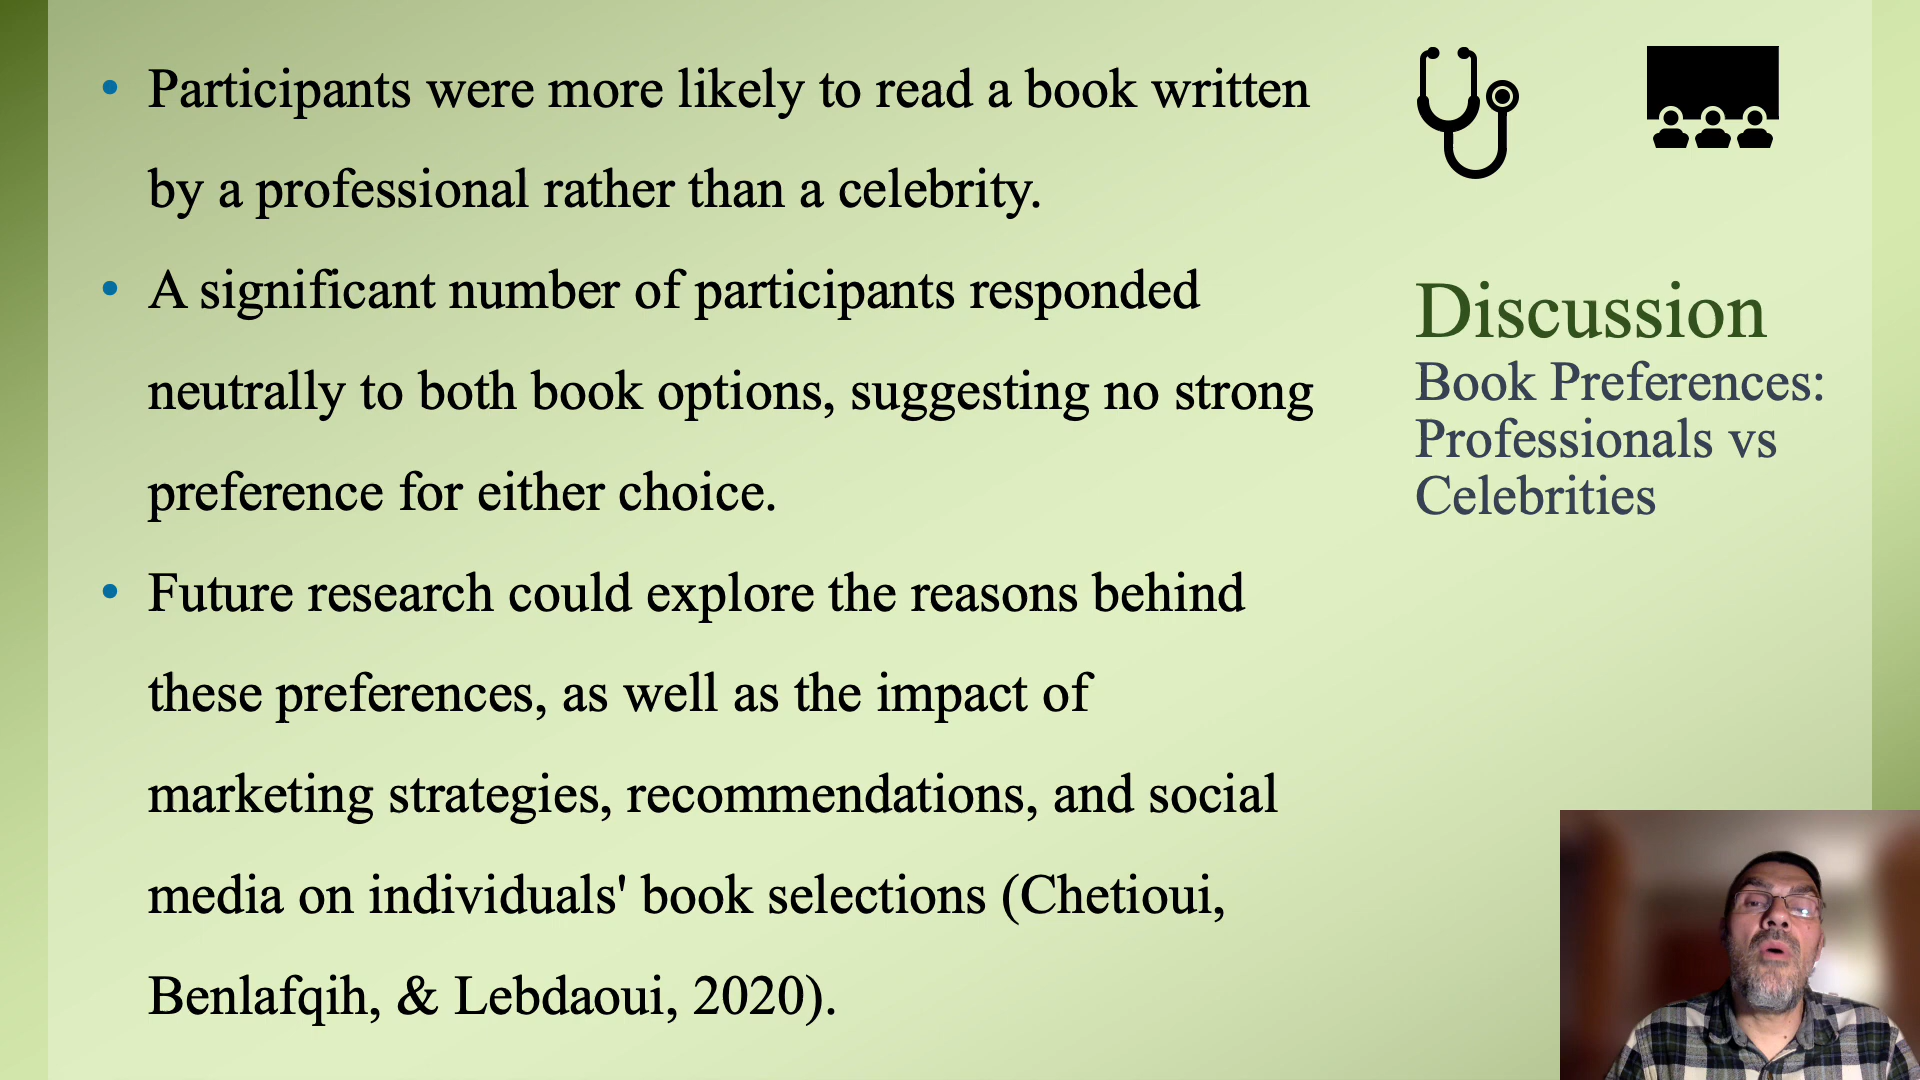 Participants were more likely to read a book written
by a professional rather than a celebrity.
A significant number of participants responded
neutrally to both book options, suggesting no strong
preference for either choice.
Future research could explore the reasons behind
these preferences, as well as the impact of
marketing strategies, recommendations, and social
media on individuals' book selections (Chetioui,
Benlafqih, & Lebdaoui, 2020).
Discussion
Book Preferences:
Professionals vs
Celebrities